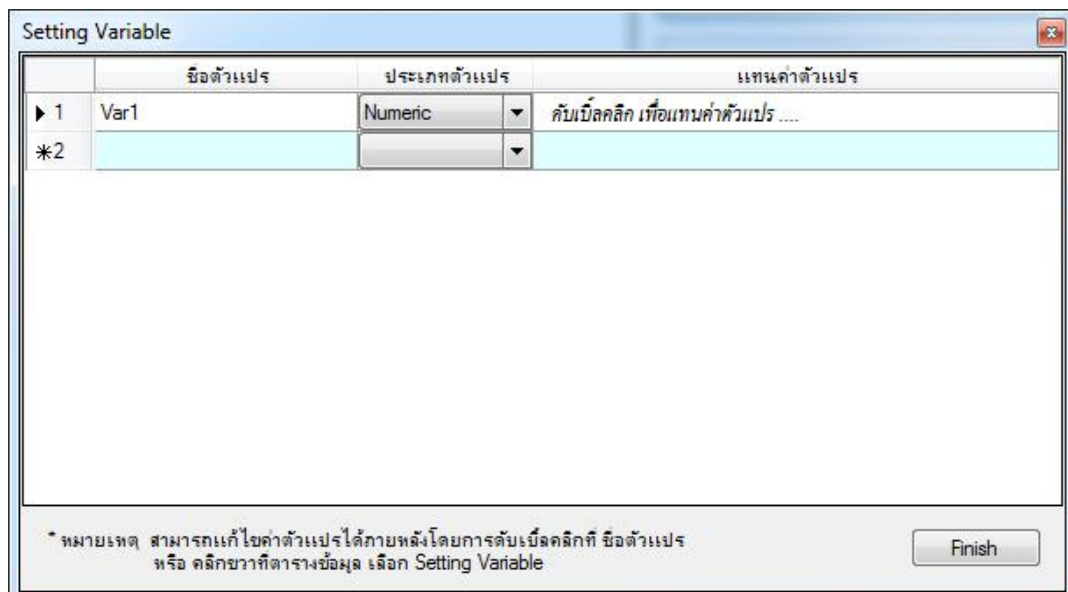 Setting Variable
ชื่อตัวแปร ประเภทตัวแปร แทนค่าตัวแปร
1 Var1 Numeric ดับเบิ้ลคลิก เพื่อแทนค่าตัวแปร ....
*2
* หมายเหตุ สามารถแก้ไขค่าตัวแปรได้ภายหลังโดยการดับเบิ้ลคลิกที่ ชื่อตัวแปร
หรือ คลิกขวาที่ตารางข้อมุล เลือก Setting Variable
Finish